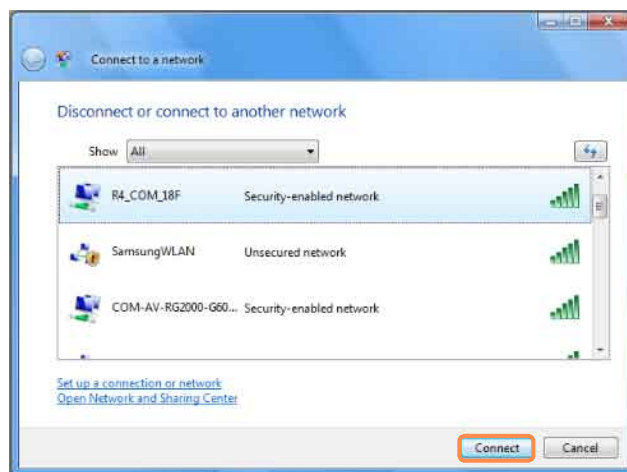 Connect to a network
Disconnect or connect to another network
Show All
R4_COM_18F Security-enabled network
SamsungWLAN Unsecured network
COM-AV-RG2000-G60... Security-enabled network
Set up a connection or network
Open Network and Sharing Center
Connect Cancel